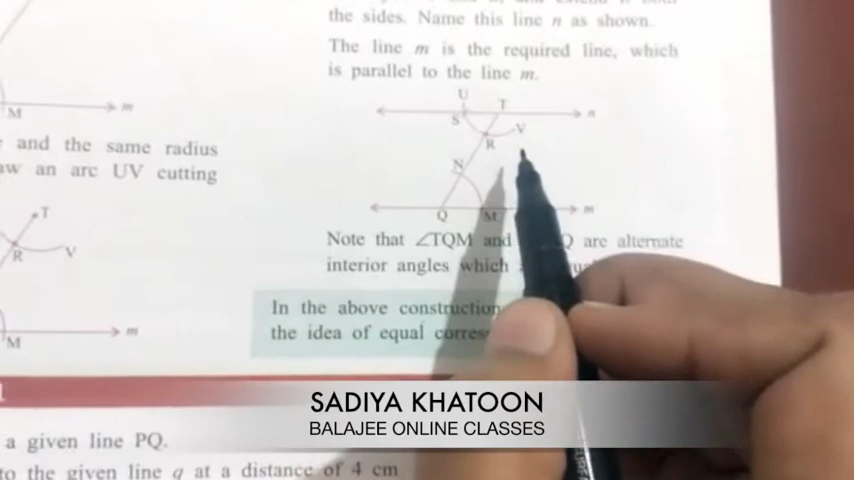 the sides. Name this line n as shown.
The line m is the required line, which
is parallel to the line m.
U
T
n
S
V
R
N
m
Q
M
Note that ∠TQM and Q are alternate
interior angles which
In the above construction
the idea of equal
M
m
and the same radius
an arc UV cutting
T
R
V
M
m
SADIYA KHATOON
BALAJEE ONLINE CLASSES
a given line PQ.
to the given line q at a distance of 4 cm